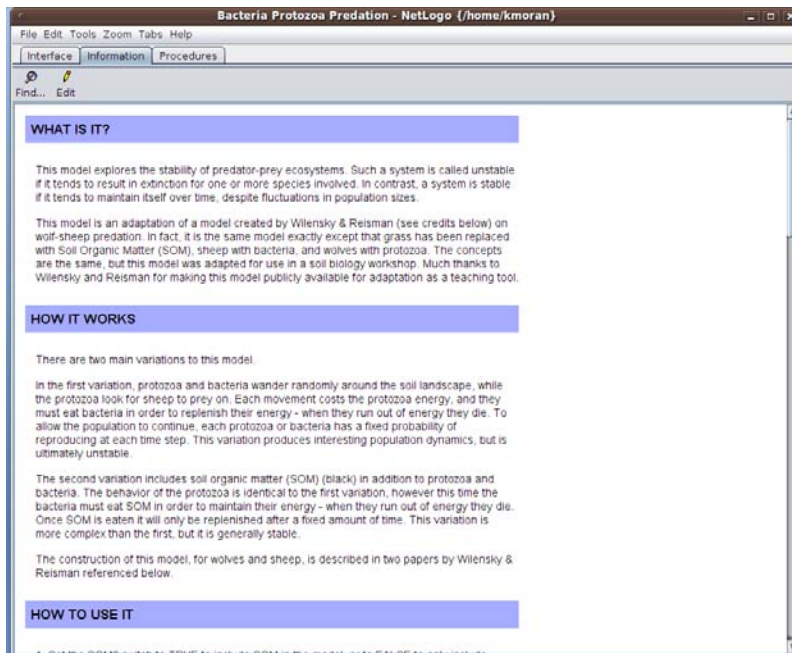 Bacteria Protozoa Predation - NetLogo {/home/kmoran}
File Edit Tools Zoom Tabs Help
Interface Information Procedures
Find... Edit
WHAT IS IT?
This model explores the stability of predator-prey ecosystems. Such a system is called unstable
if it tends to result in extinction for one or more species involved. In contrast, a system is stable
if it tends to maintain itself over time, despite fluctuations in population sizes.
This model is an adaptation of a model created by Wilensky & Reisman (see credits below) on
wolf-sheep predation. In fact, it is the same model exactly except that grass has been replaced
with Soil Organic Matter (SOM), sheep with bacteria, and wolves with protozoa. The concepts
are the same, but this model was adapted for use in a soil biology workshop. Much thanks to
Wilensky and Reisman for making this model publicly available for adaptation as a teaching tool.
HOW IT WORKS
There are two main variations to this model.
In the first variation, protozoa and bacteria wander randomly around the soil landscape, while
the protozoa look for sheep to prey on. Each movement costs the protozoa energy, and they
must eat bacteria in order to replenish their energy - when they run out of energy they die. To
allow the population to continue, each protozoa or bacteria has a fixed probability of
reproducing at each time step. This variation produces interesting population dynamics, but is
ultimately unstable.
The second variation includes soil organic matter (SOM) (black) in addition to protozoa and
bacteria. The behavior of the protozoa is identical to the first variation, however this time the
bacteria must eat SOM in order to maintain their energy - when they run out of energy they die.
Once SOM is eaten it will only be replenished after a fixed amount of time. This variation is
more complex than the first, but it is generally stable.
The construction of this model, for wolves and sheep, is described in two papers by Wilensky &
Reisman referenced below.
HOW TO USE IT